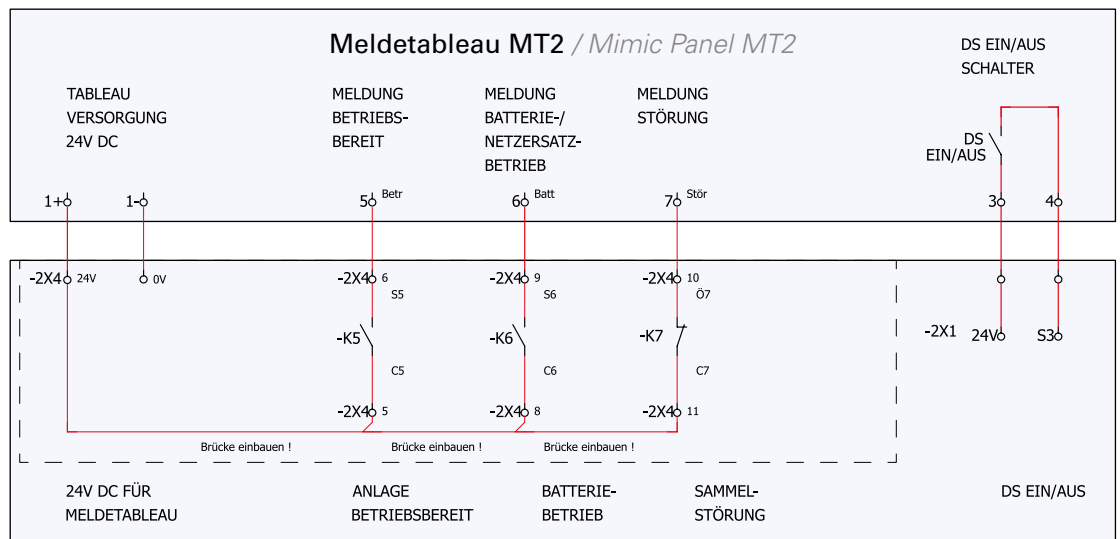 Meldetableau MT2 / Mimic Panel MT2
DS EIN/AUS
SCHALTER
TABLEAU
VERSORGUNG
24V DC
MELDUNG
BETRIEBS-
BEREIT
MELDUNG
BATTERIE-/
NETZERSATZ-
BETRIEB
MELDUNG
STÖRUNG
DS
EIN/AUS
1+
1-
5 Betr
6 Batt
7 Stör
3
4
-2X4 24V
0V
-2X4 6
-2X4 9
-2X4 10
S5
S6
Ö7
-K5
-K6
-K7
-2X1 24V
S3
C5
C6
C7
-2X4 5
-2X4 8
-2X4 11
Brücke einbauen !
Brücke einbauen !
Brücke einbauen !
24V DC FÜR
MELDETABLEAU
ANLAGE
BETRIEBSBEREIT
BATTERIE-
BETRIEB
SAMMEL-
STÖRUNG
DS EIN/AUS